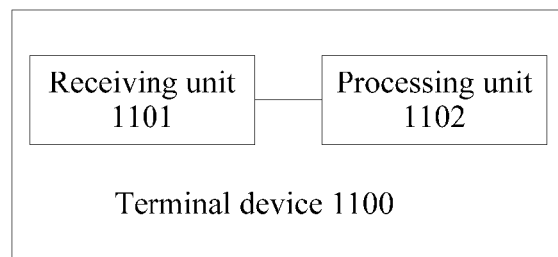 Receiving unit
1101
Processing unit
1102
Terminal device 1100